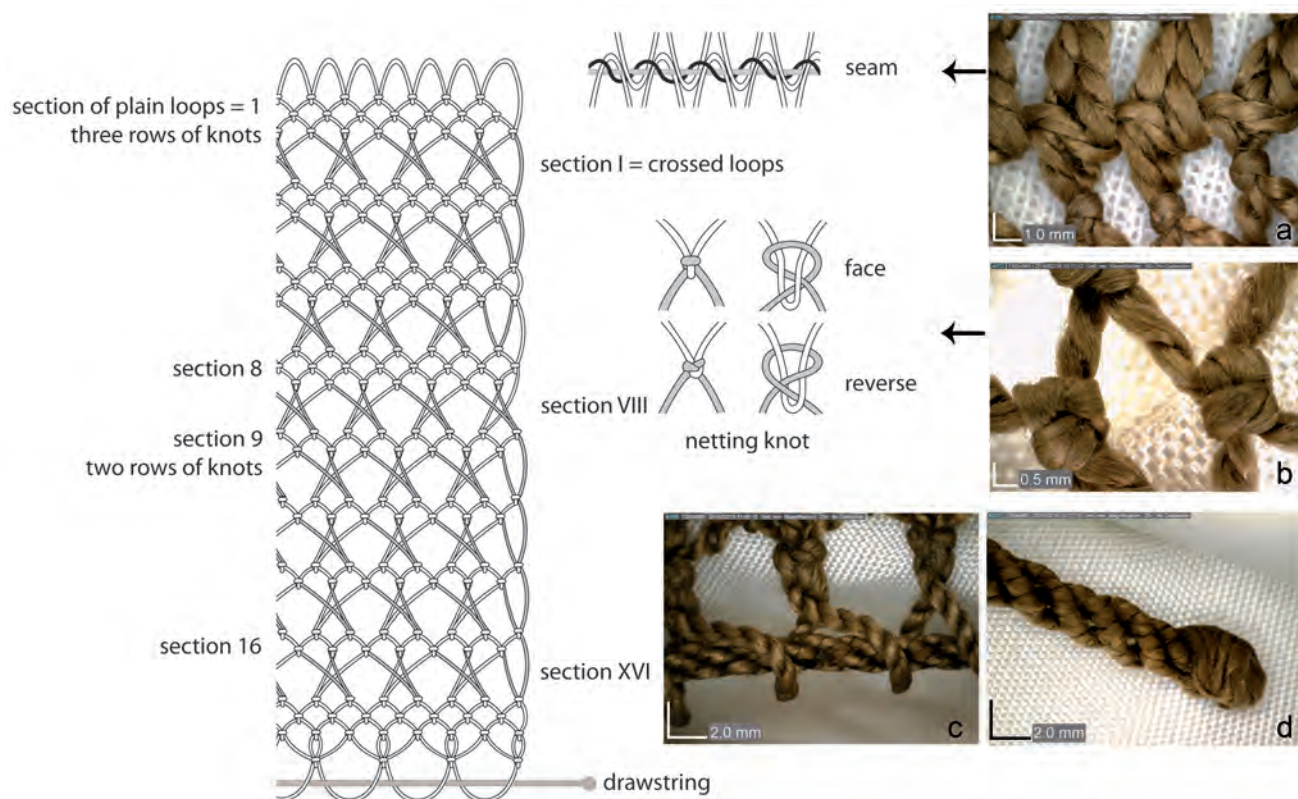 section of plain loops = 1
three rows of knots
section 8
section 9
two rows of knots
section 16
seam
section I = crossed loops
face
section VIII
reverse
netting knot
section XVI
drawstring
1.0 mm
a
0.5 mm
b
2.0 mm
c
2.0 mm
d